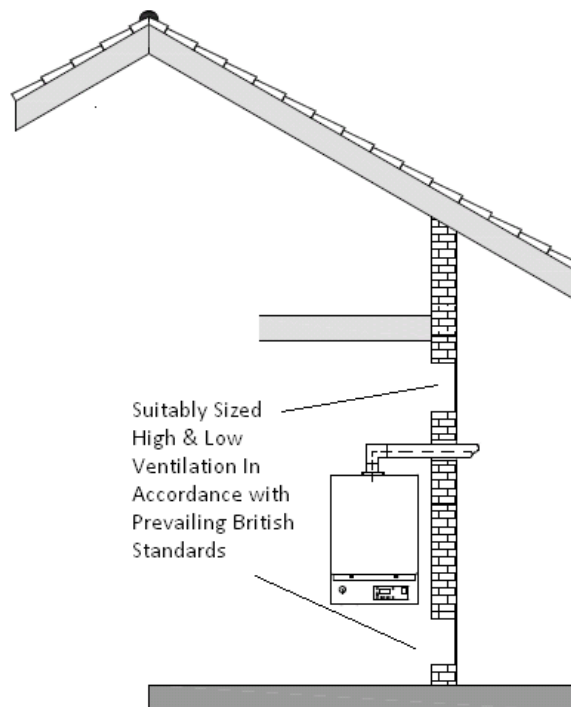 Suitably Sized
High & Low
Ventilation In
Accordance with
Prevailing British
Standards